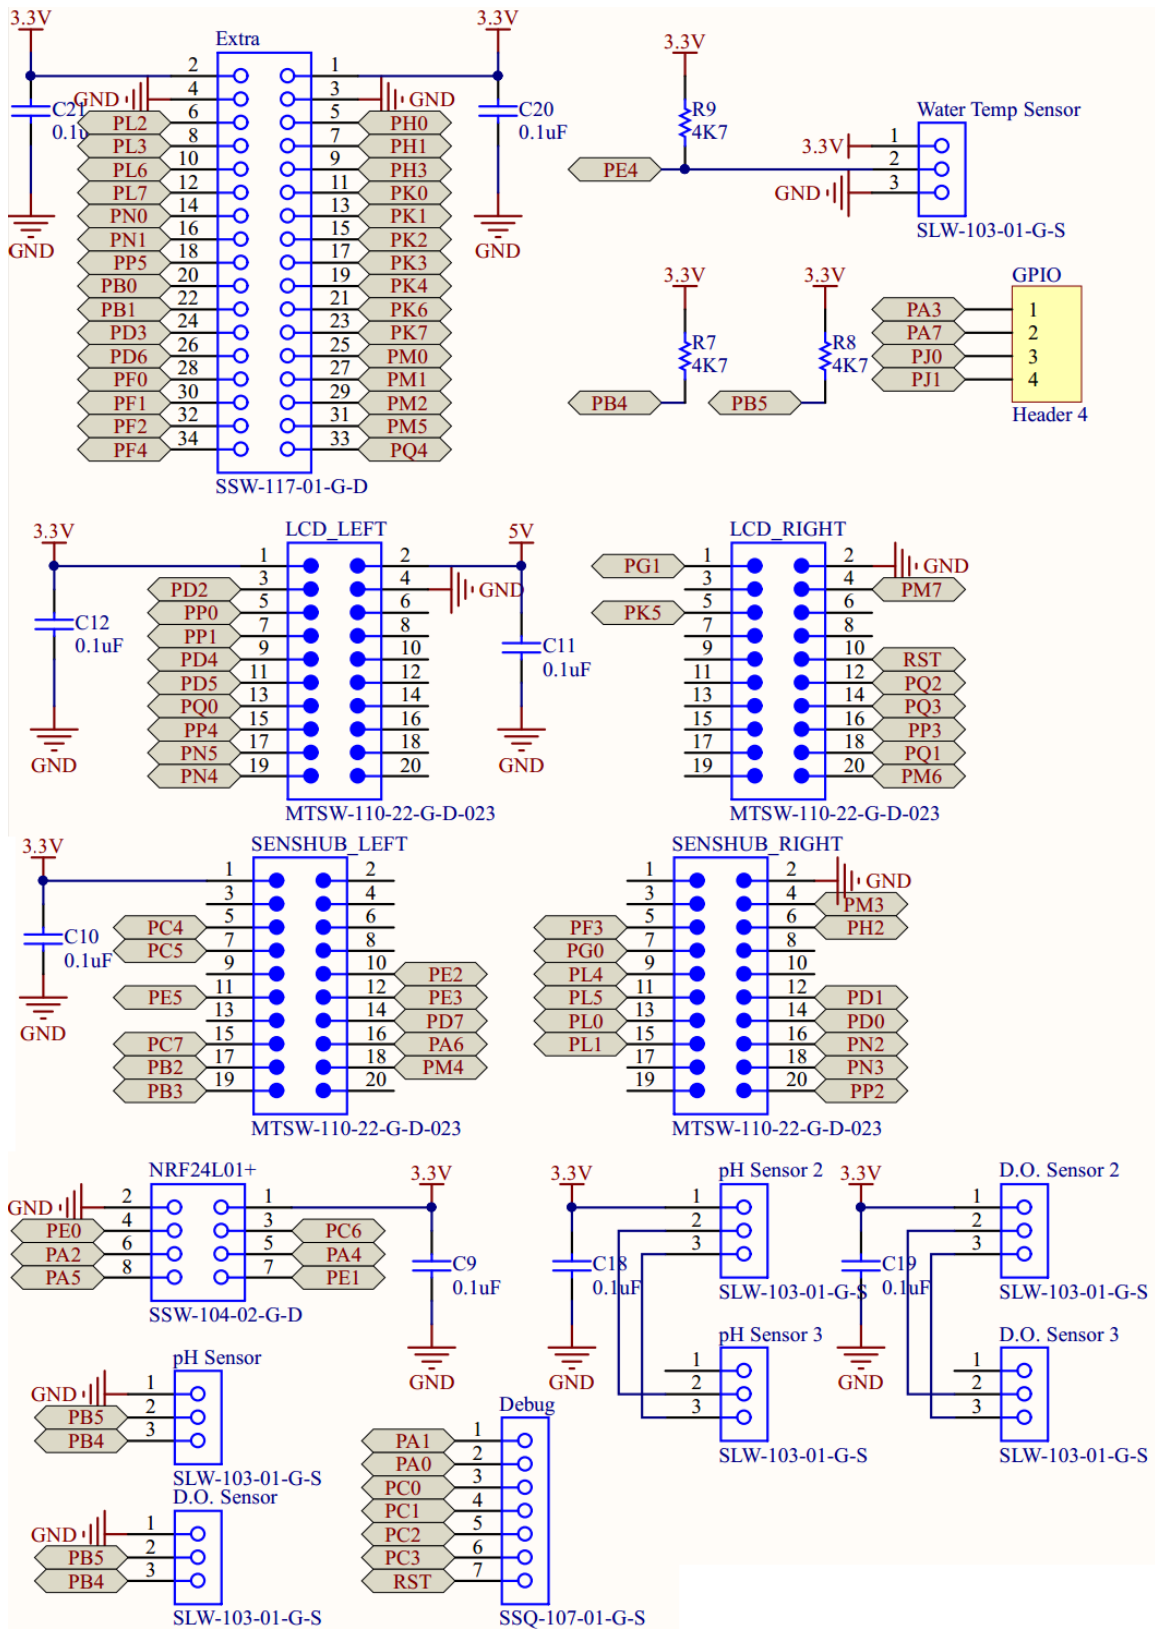 3.3V
3.3V
Extra
2 1
4 3
GND GND
C21 C20
0.1u 0.1uF
PL2 6 5 PH0
PL3 8 7 PH1
PL6 10 9 PH3
PL7 12 11 PK0
PN0 14 13 PK1
PN1 16 15 PK2
PP5 18 17 PK3
PB0 20 19 PK4
PB1 22 21 PK6
PD3 24 23 PK7
PD6 26 25 PM0
PF0 28 27 PM1
PF1 30 29 PM2
PF2 32 31 PM5
PF4 34 33 PQ4
GND GND
SSW-117-01-G-D
3.3V
R9
4K7
PE4
Water Temp Sensor
3.3V 1
2
GND 3
SLW-103-01-G-S
3.3V 3.3V
R7 R8
4K7 4K7
PB4 PB5
GPIO
PA3 1
PA7 2
PJ0 3
PJ1 4
Header 4
3.3V LCD_LEFT 5V
1 2
PD2 3 4 GND
PP0 5 6
PP1 7 8
PD4 9 10
PD5 11 12
PQ0 13 14
PP4 15 16
PN5 17 18
PN4 19 20
C12 0.1uF
C11 0.1uF
GND GND
MTSW-110-22-G-D-023
LCD_RIGHT
PG1 1 2 GND
3 4 PM7
PK5 5 6
7 8
9 10 RST
11 12 PQ2
13 14 PQ3
15 16 PP3
17 18 PQ1
19 20 PM6
MTSW-110-22-G-D-023
3.3V SENSHUB_LEFT
1 2
3 4
PC4 5 6
PC5 7 8
9 10 PE2
PE5 11 12 PE3
13 14 PD7
PC7 15 16 PA6
PB2 17 18 PM4
PB3 19 20
C10
0.1uF
GND
MTSW-110-22-G-D-023
SENSHUB_RIGHT
1 2 GND
3 4 PM3
PF3 5 6 PH2
PG0 7 8
PL4 9 10
PL5 11 12 PD1
PL0 13 14 PD0
PL1 15 16 PN2
17 18 PN3
19 20 PP2
MTSW-110-22-G-D-023
NRF24L01+
GND 2 1
PE0 4 3 PC6
PA2 6 5 PA4
PA5 8 7 PE1
SSW-104-02-G-D
3.3V
C9
0.1uF
GND
3.3V pH Sensor 2
1
2
3
C18
0.1uF
SLW-103-01-G-S
GND
pH Sensor 3
1
2
3
SLW-103-01-G-S
3.3V D.O. Sensor 2
1
2
3
C19
0.1uF
SLW-103-01-G-S
GND
D.O. Sensor 3
1
2
3
SLW-103-01-G-S
pH Sensor
GND 1
PB5 2
PB4 3
SLW-103-01-G-S
D.O. Sensor
GND 1
PB5 2
PB4 3
SLW-103-01-G-S
Debug
PA1 1
PA0 2
PC0 3
PC1 4
PC2 5
PC3 6
RST 7
SSQ-107-01-G-S